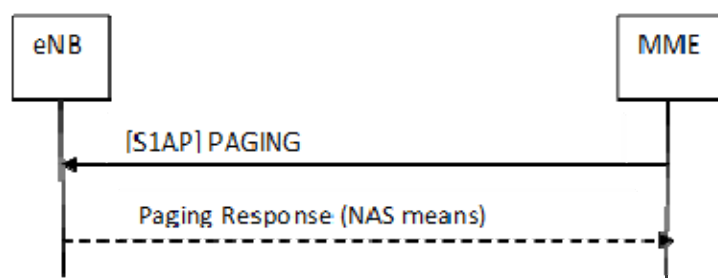 eNB
MME
[S1AP] PAGING
Paging Response (NAS means)